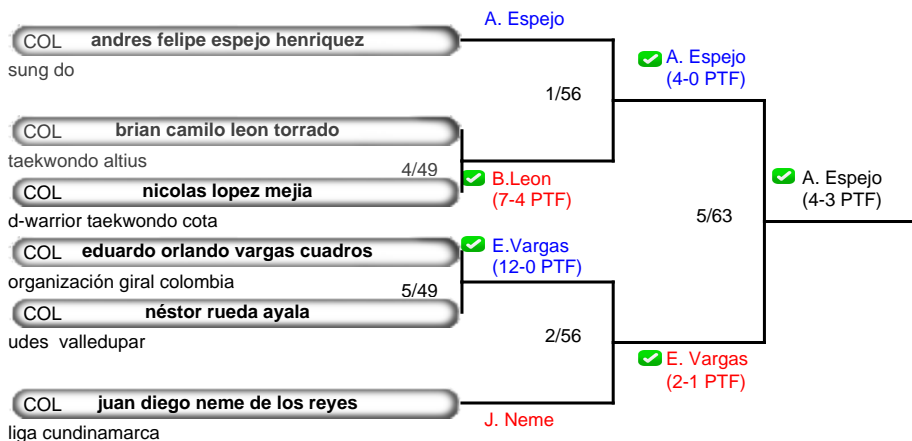 A. Espejo
COL andres felipe espejo henriquez
sung do
A. Espejo
(4-0 PTF)
1/56
COL brian camilo leon torrado
taekwondo altius
4/49
B.Leon
(7-4 PTF)
COL nicolas lopez mejia
d-warrior taekwondo cota
A. Espejo
(4-3 PTF)
5/63
COL eduardo orlando vargas cuadros
E.Vargas
(12-0 PTF)
organización giral colombia
5/49
COL néstor rueda ayala
udes valledupar
2/56
E. Vargas
(2-1 PTF)
COL juan diego neme de los reyes
J. Neme
liga cundinamarca